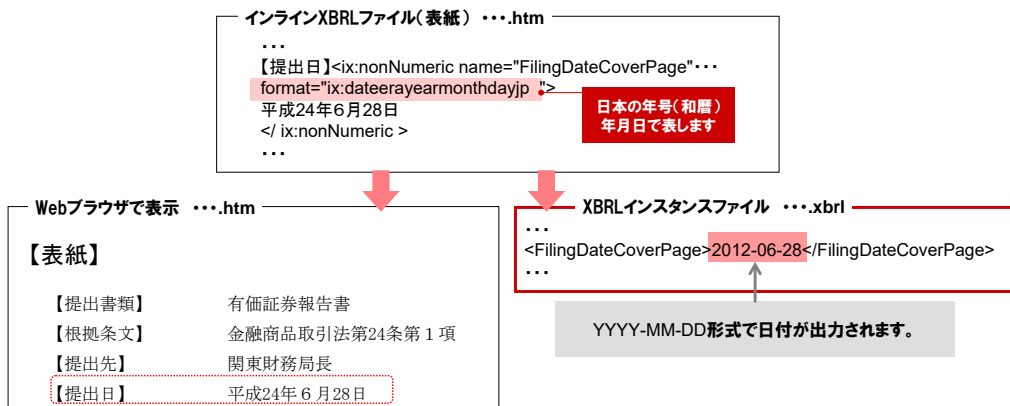 インラインXBRLファイル(表紙) ・・・.htm
・・・
【提出日】<ix:nonNumeric name="FilingDateCoverPage"・・・
format="ix:dateerayearmonthdayjp ">
平成24年6月28日
</ ix:nonNumeric >
・・・
日本の年号(和暦)
年月日で表します
Webブラウザで表示 ・・・.htm
【表紙】
【提出書類】 有価証券報告書
【根拠条文】 金融商品取引法第24条第１項
【提出先】 関東財務局長
【提出日】 平成24年６月28日
XBRLインスタンスファイル ・・・.xbrl
・・・
<FilingDateCoverPage>2012-06-28</FilingDateCoverPage>
・・・
YYYY-MM-DD形式で日付が出力されます。